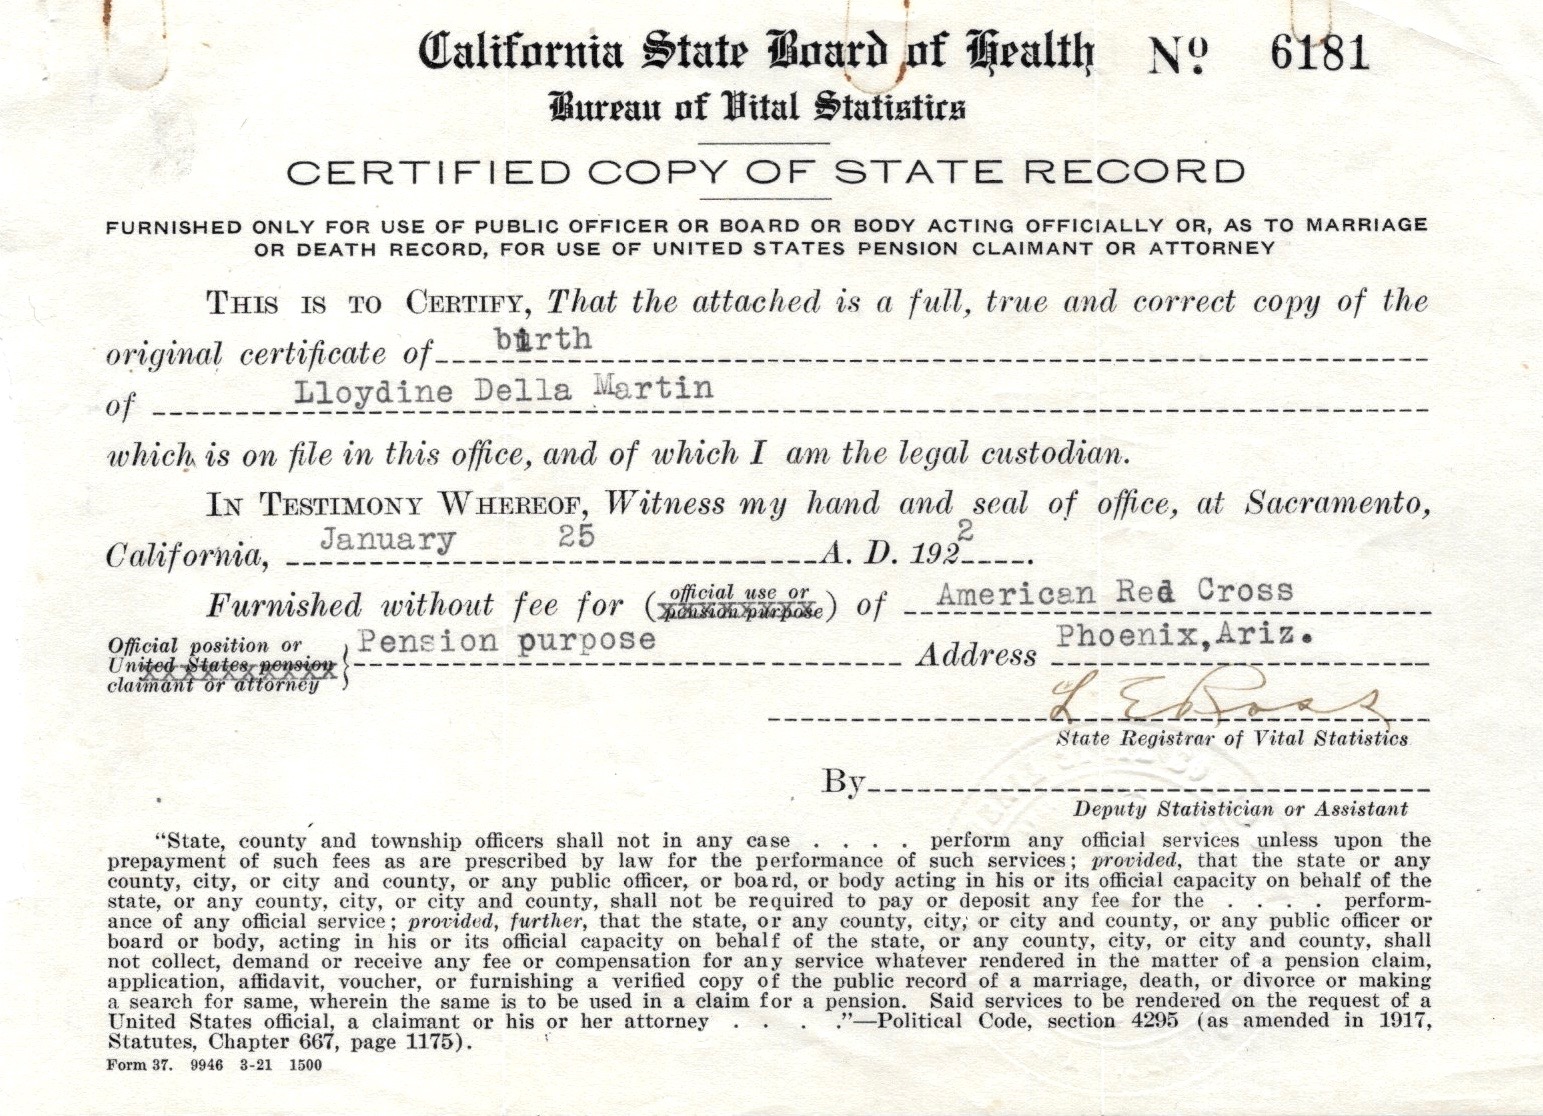 California State Board of Health No. 6181
Bureau of Vital Statistics
CERTIFIED COPY OF STATE RECORD
FURNISHED ONLY FOR USE OF PUBLIC OFFICER OR BOARD OR BODY ACTING OFFICIALLY OR, AS TO MARRIAGE
OR DEATH RECORD, FOR USE OF UNITED STATES PENSION CLAIMANT OR ATTORNEY
THIS IS TO CERTIFY, That the attached is a full, true and correct copy of the
original certificate of birth
of Lloydine Della Martin
which is on file in this office, and of which I am the legal custodian.
IN TESTIMONY WHEREOF, Witness my hand and seal of office, at Sacramento,
California, January 25 A. D. 1922.
Furnished without fee for (official use or pension purpose) of American Red Cross
Official position or
United States pension
claimant or attorney } Pension purpose Address Phoenix, Ariz.
L E Ross
State Registrar of Vital Statistics
By
Deputy Statistician or Assistant
"State, county and township officers shall not in any case . . . . perform any official services unless upon the
prepayment of such fees as are prescribed by law for the performance of such services; provided, that the state or any
county, city, or city and county, or any public officer, or board, or body acting in his or its official capacity on behalf of the
state, or any county, city, or city and county, shall not be required to pay or deposit any fee for the . . . . perform-
ance of any official service; provided, further, that the state, or any county, city, or city and county, or any public officer or
board or body, acting in his or its official capacity on behalf of the state, or any county, city, or city and county, shall
not collect, demand or receive any fee or compensation for any service whatever rendered in the matter of a pension claim,
application, affidavit, voucher, or furnishing a verified copy of the public record of a marriage, death, or divorce or making
a search for same, wherein the same is to be used in a claim for a pension. Said services to be rendered on the request of a
United States official, a claimant or his or her attorney . . . ."—Political Code, section 4295 (as amended in 1917,
Statutes, Chapter 667, page 1175).
Form 37. 9946 3-21 1500